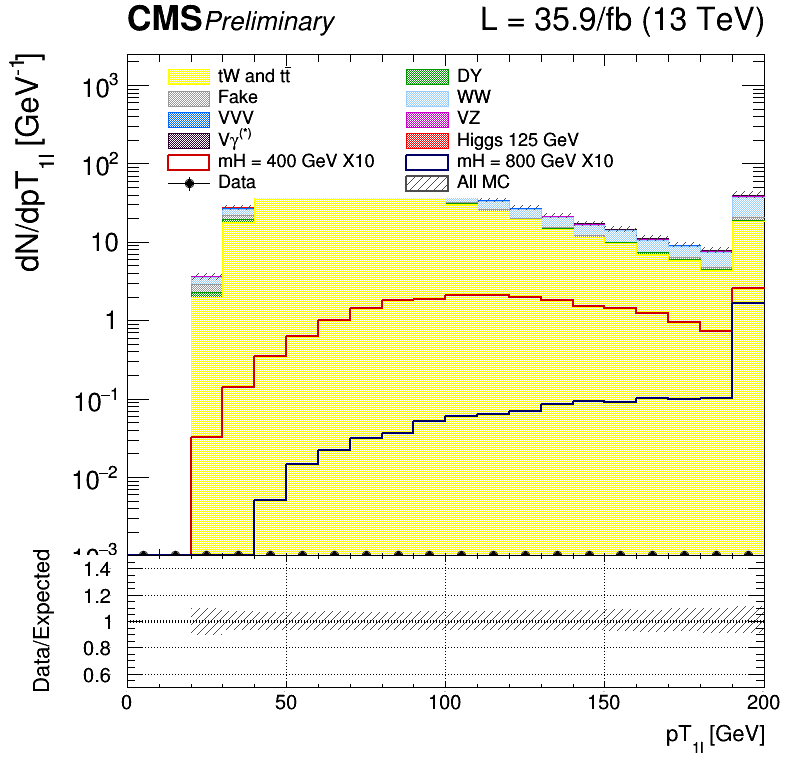 CMS Preliminary L = 35.9/fb (13 TeV)
dN/dpT1l [GeV-1]
tW and tt̄ DY
Fake WW
VVV VZ
Vγ(*) Higgs 125 GeV
mH = 400 GeV X10 mH = 800 GeV X10
Data All MC
10³
10²
10
1
10⁻¹
10⁻²
Data/Expected
1.4
1.2
1
0.8
0.6
0 50 100 150 200
pT1l [GeV]